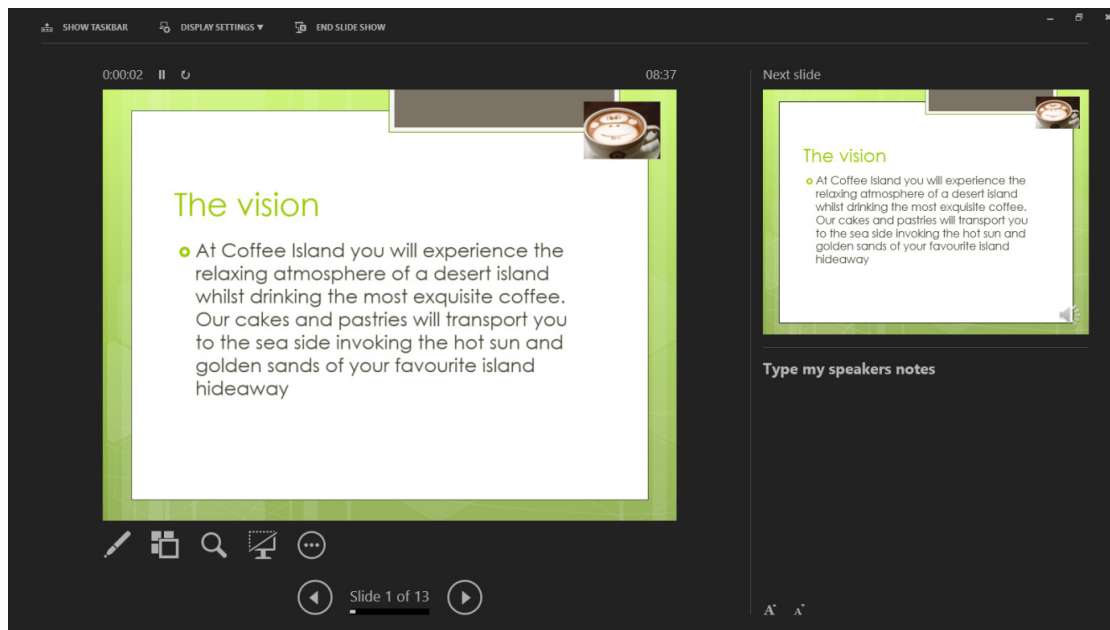 SHOW TASKBAR DISPLAY SETTINGS ▼ END SLIDE SHOW
0:00:02 08:37
The vision
At Coffee Island you will experience the
relaxing atmosphere of a desert island
whilst drinking the most exquisite coffee.
Our cakes and pastries will transport you
to the sea side invoking the hot sun and
golden sands of your favourite island
hideaway
Slide 1 of 13
Next slide
The vision
At Coffee Island you will experience the
relaxing atmosphere of a desert island
whilst drinking the most exquisite coffee.
Our cakes and pastries will transport you
to the sea side invoking the hot sun and
golden sands of your favourite island
hideaway
Type my speakers notes
A A